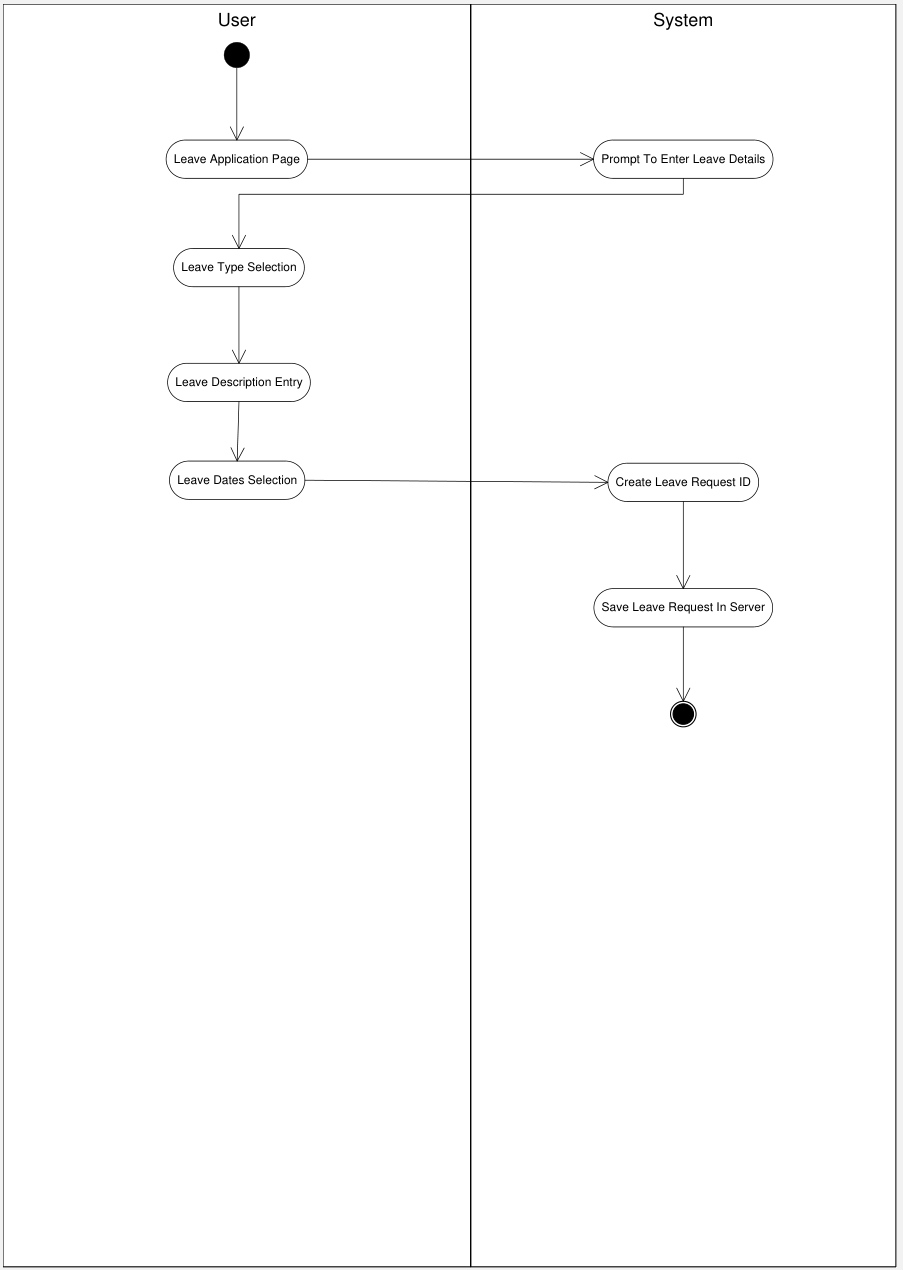 User
System
Leave Application Page
Prompt To Enter Leave Details
Leave Type Selection
Leave Description Entry
Leave Dates Selection
Create Leave Request ID
Save Leave Request In Server